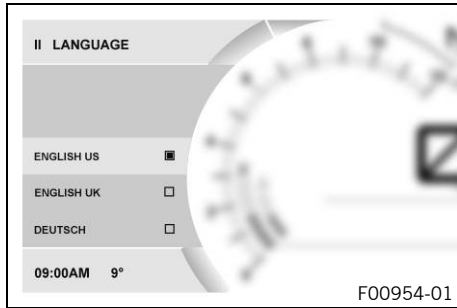 II LANGUAGE
ENGLISH US
ENGLISH UK
DEUTSCH
09:00AM 9°
F00954-01